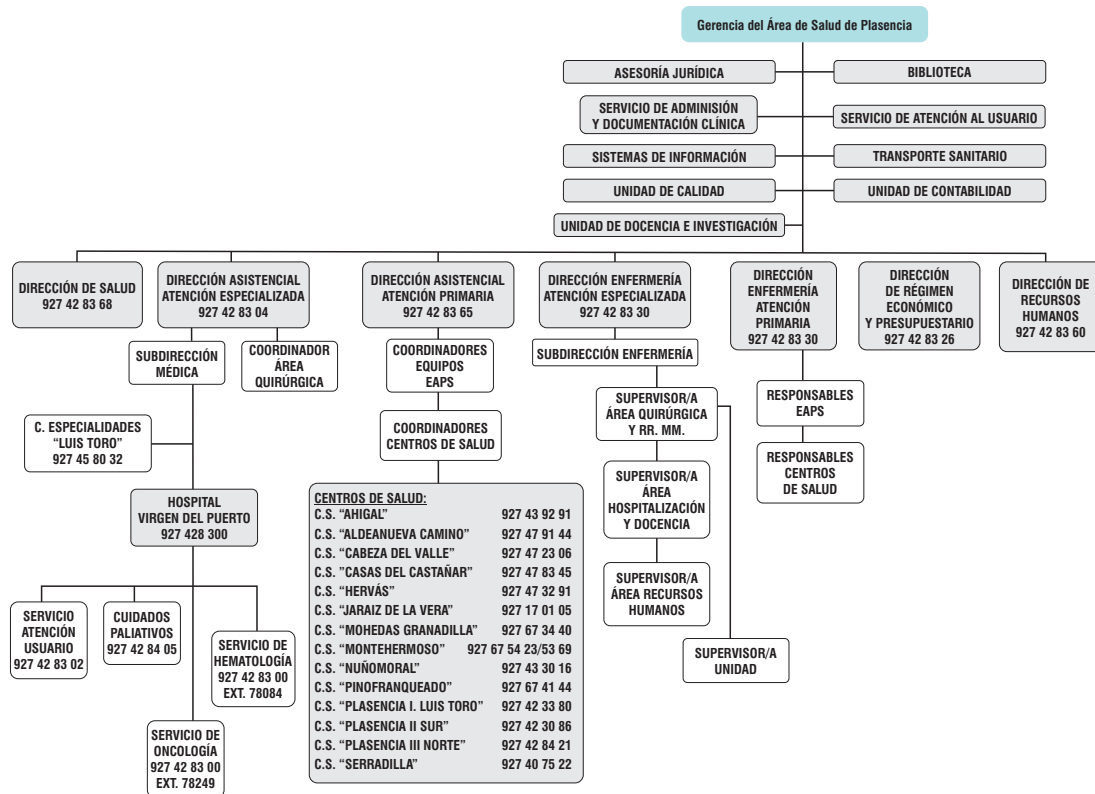 Gerencia del Área de Salud de Plasencia
ASESORÍA JURÍDICA
BIBLIOTECA
SERVICIO DE ADMINISIÓN
Y DOCUMENTACIÓN CLÍNICA
SERVICIO DE ATENCIÓN AL USUARIO
SISTEMAS DE INFORMACIÓN
TRANSPORTE SANITARIO
UNIDAD DE CALIDAD
UNIDAD DE CONTABILIDAD
UNIDAD DE DOCENCIA E INVESTIGACIÓN
DIRECCIÓN DE SALUD
927 42 83 68
DIRECCIÓN ASISTENCIAL
ATENCIÓN ESPECIALIZADA
927 42 83 04
DIRECCIÓN ASISTENCIAL
ATENCIÓN PRIMARIA
927 42 83 65
DIRECCIÓN ENFERMERÍA
ATENCIÓN ESPECIALIZADA
927 42 83 30
DIRECCIÓN
ENFERMERÍA
ATENCIÓN
PRIMARIA
927 42 83 30
DIRECCIÓN
DE RÉGIMEN
ECONÓMICO
Y PRESUPUESTARIO
927 42 83 26
DIRECCIÓN DE
RECURSOS
HUMANOS
927 42 83 60
SUBDIRECCIÓN
MÉDICA
COORDINADOR
ÁREA
QUIRÚRGICA
COORDINADORES
EQUIPOS
EAPS
SUBDIRECCIÓN ENFERMERÍA
C. ESPECIALIDADES
“LUIS TORO”
927 45 80 32
COORDINADORES
CENTROS DE SALUD
SUPERVISOR/A
ÁREA QUIRÚRGICA
Y RR. MM.
RESPONSABLES
EAPS
RESPONSABLES
CENTROS
DE SALUD
HOSPITAL
VIRGEN DEL PUERTO
927 428 300
SUPERVISOR/A
ÁREA
HOSPITALIZACIÓN
Y DOCENCIA
SUPERVISOR/A
ÁREA RECURSOS
HUMANOS
SUPERVISOR/A
UNIDAD
CENTROS DE SALUD:
C.S. “AHIGAL” 927 43 92 91
C.S. “ALDEANUEVA CAMINO” 927 47 91 44
C.S. “CABEZA DEL VALLE” 927 47 23 06
C.S. ”CASAS DEL CASTAÑAR” 927 47 83 45
C.S. “HERVÁS” 927 47 32 91
C.S. “JARAIZ DE LA VERA” 927 17 01 05
C.S. “MOHEDAS GRANADILLA” 927 67 34 40
C.S. “MONTEHERMOSO” 927 67 54 23/53 69
C.S. “NUÑOMORAL” 927 43 30 16
C.S. “PINOFRANQUEADO” 927 67 41 44
C.S. “PLASENCIA I. LUIS TORO” 927 42 33 80
C.S. “PLASENCIA II SUR” 927 42 30 86
C.S. “PLASENCIA III NORTE” 927 42 84 21
C.S. “SERRADILLA” 927 40 75 22
SERVICIO
ATENCIÓN
USUARIO
927 42 83 02
CUIDADOS
PALIATIVOS
927 42 84 05
SERVICIO DE
HEMATOLOGÍA
927 42 83 00
EXT. 78084
SERVICIO DE
ONCOLOGÍA
927 42 83 00
EXT. 78249